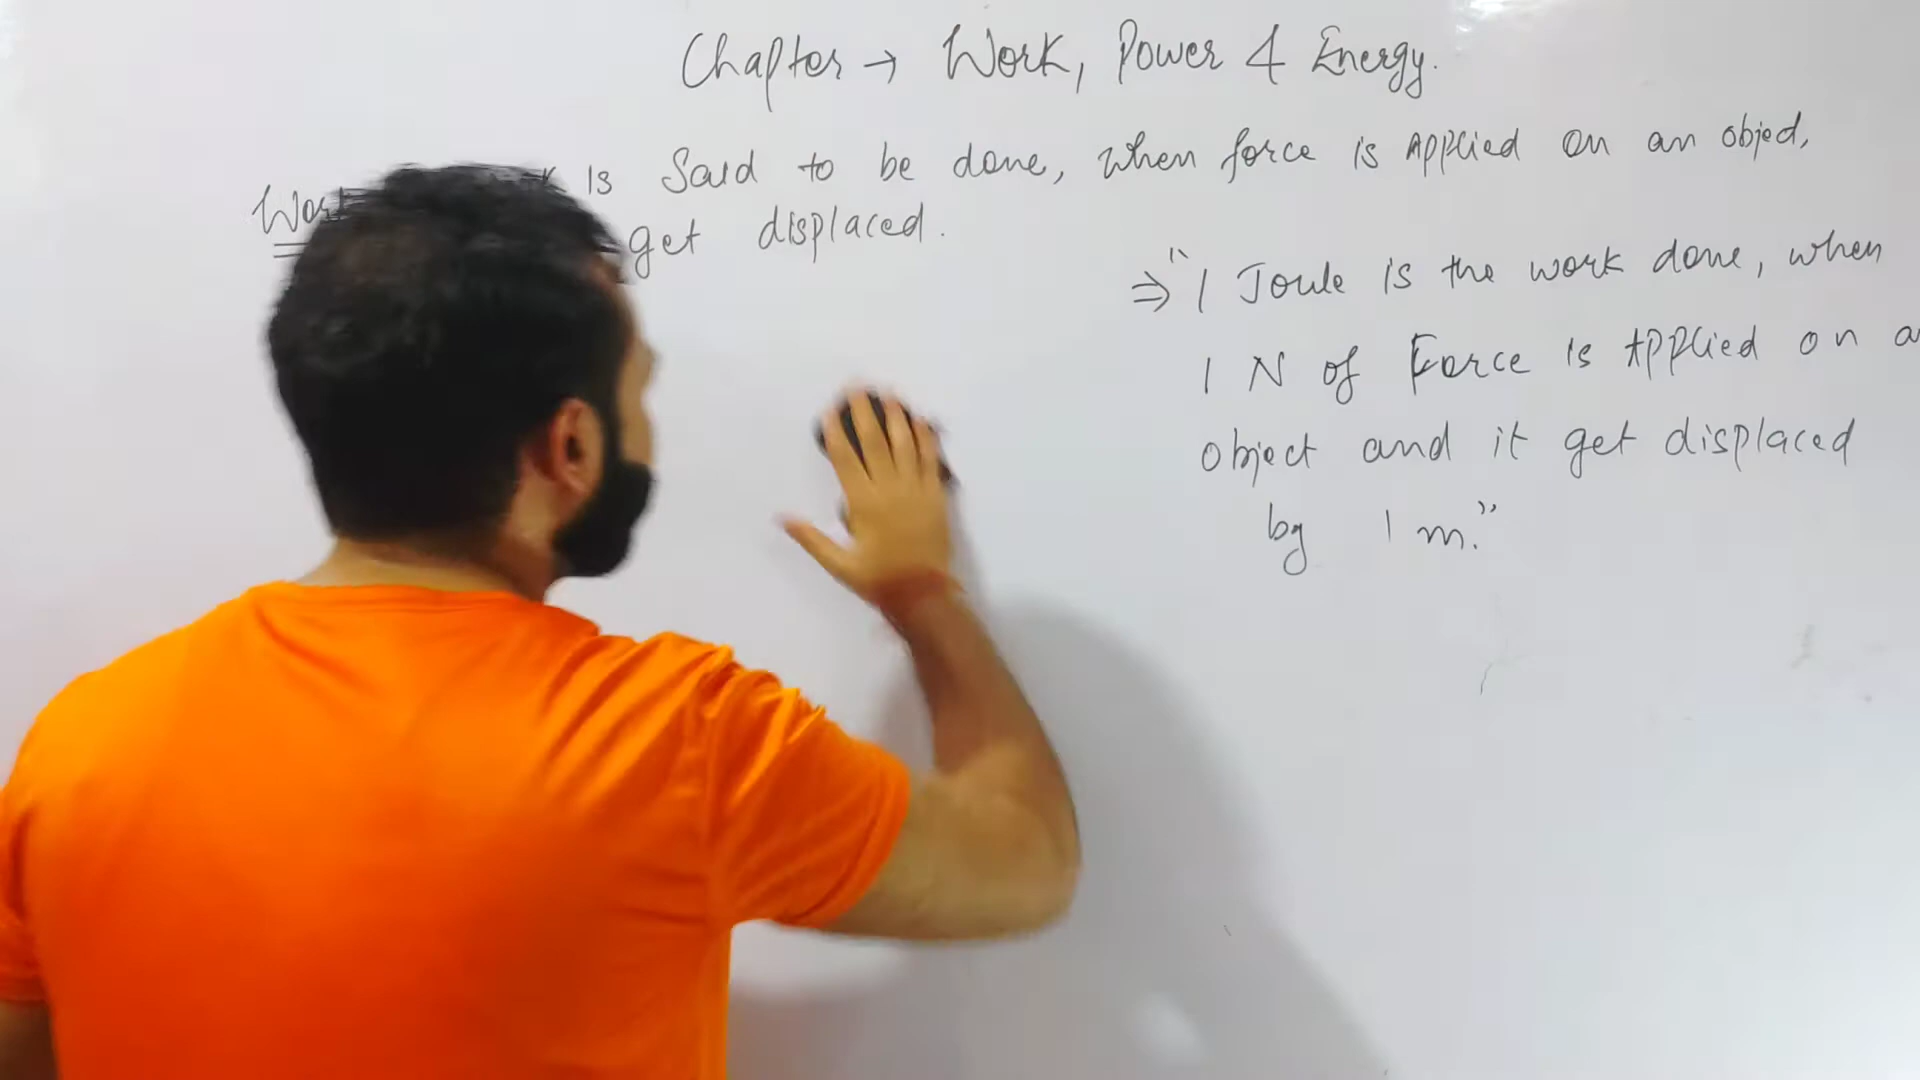 Chapter → Work, Power & Energy.
is Said to be done, when force is Applied on an object,
get displaced.
⇒ "1 Joule is the work done, when
1 N of Force is Applied on
object and it get displaced
by 1 m."